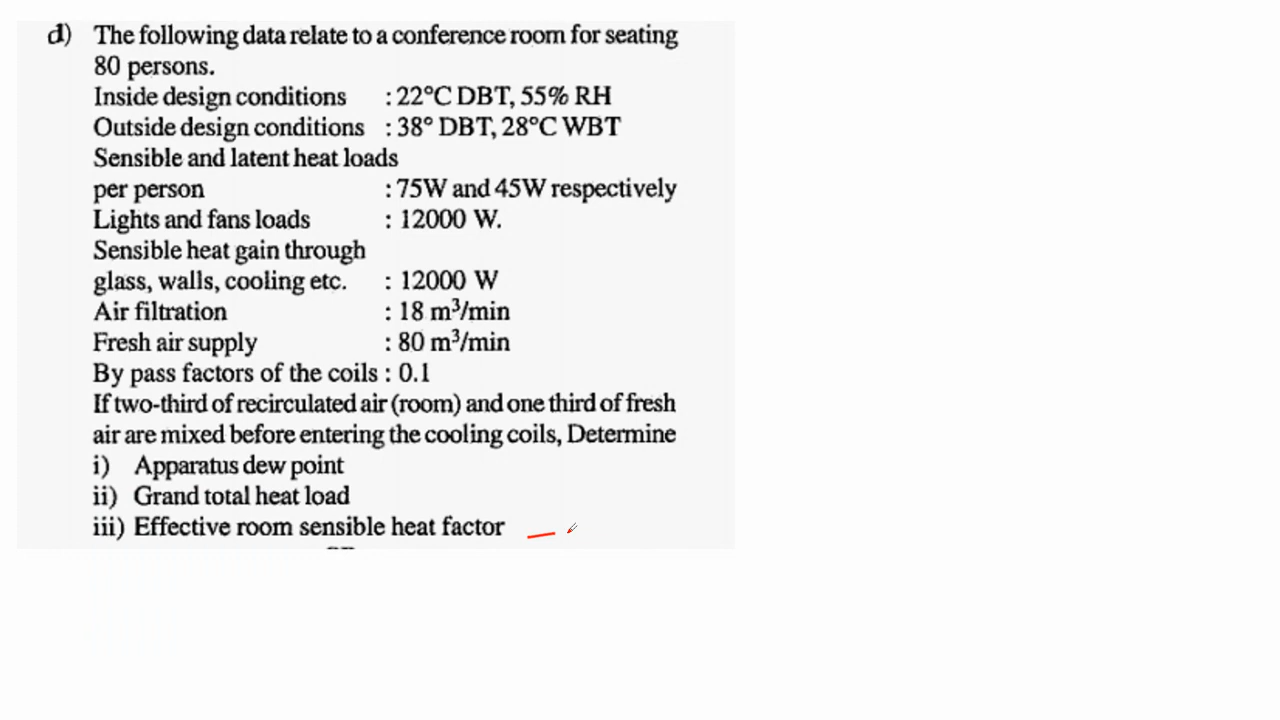 d) The following data relate to a conference room for seating
80 persons.
Inside design conditions : 22°C DBT, 55% RH
Outside design conditions : 38° DBT, 28°C WBT
Sensible and latent heat loads
per person : 75W and 45W respectively
Lights and fans loads : 12000 W.
Sensible heat gain through
glass, walls, cooling etc. : 12000 W
Air filtration : 18 m³/min
Fresh air supply : 80 m³/min
By pass factors of the coils : 0.1
If two-third of recirculated air (room) and one third of fresh
air are mixed before entering the cooling coils, Determine
i) Apparatus dew point
ii) Grand total heat load
iii) Effective room sensible heat factor